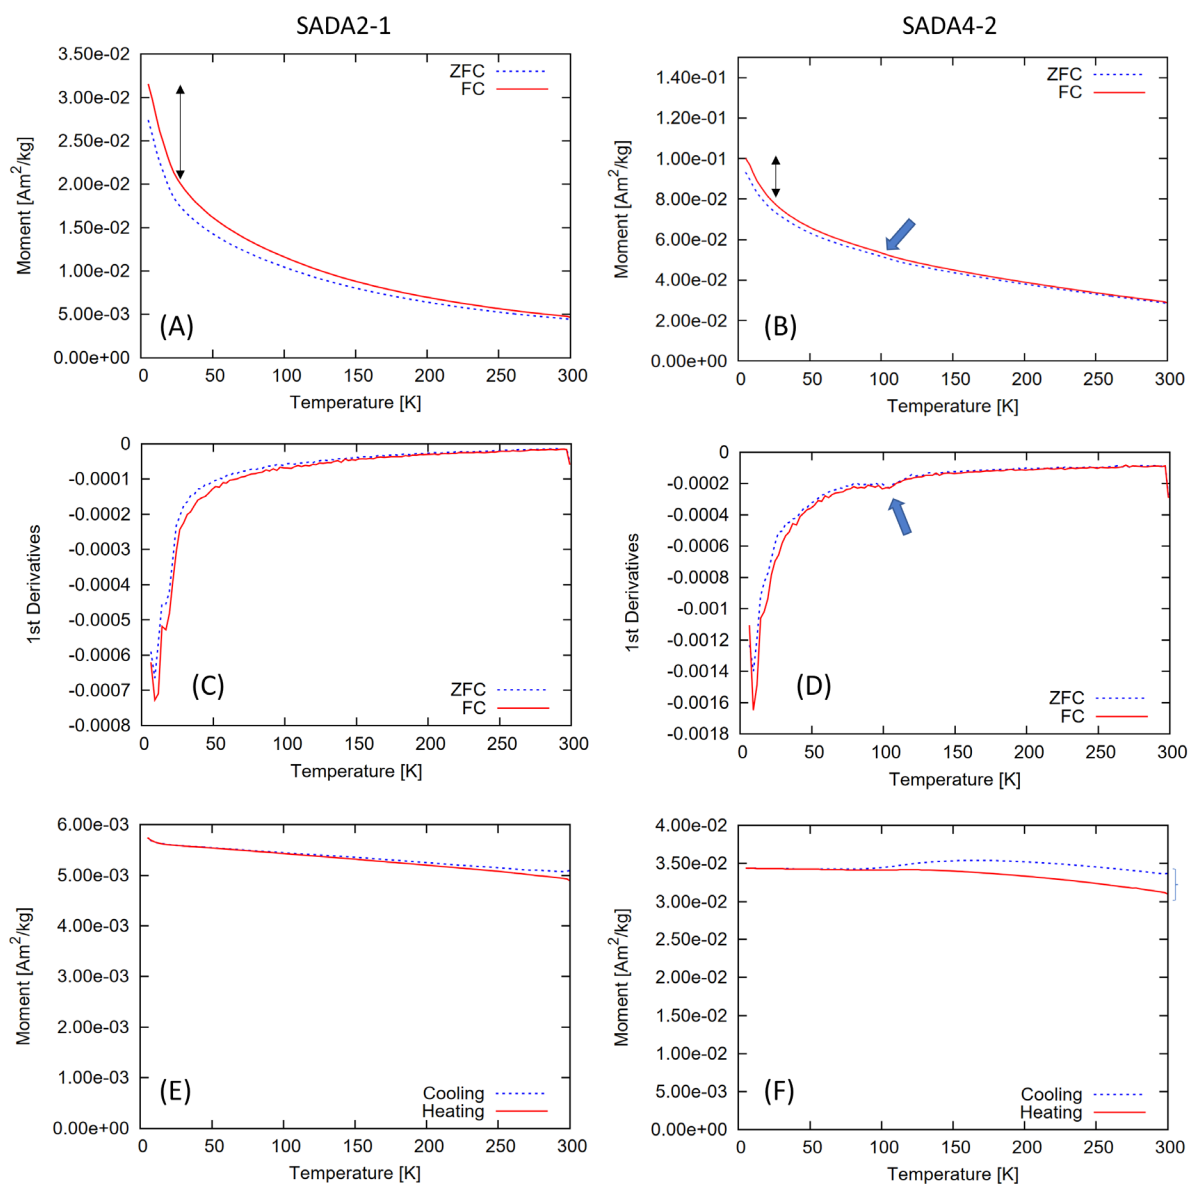 SADA2-1
SADA4-2
3.50e-02
3.00e-02
2.50e-02
2.00e-02
1.50e-02
1.00e-02
5.00e-03
0.00e+00
Moment [Am²/kg]
ZFC
FC
(A)
0 50 100 150 200 250 300
Temperature [K]
1.40e-01
1.20e-01
1.00e-01
8.00e-02
6.00e-02
4.00e-02
2.00e-02
0.00e+00
Moment [Am²/kg]
ZFC
FC
(B)
0 50 100 150 200 250 300
Temperature [K]
0
-0.0001
-0.0002
-0.0003
-0.0004
-0.0005
-0.0006
-0.0007
-0.0008
1st Derivatives
(C)
ZFC
FC
0 50 100 150 200 250 300
Temperature [K]
0
-0.0002
-0.0004
-0.0006
-0.0008
-0.001
-0.0012
-0.0014
-0.0016
-0.0018
1st Derivatives
(D)
ZFC
FC
0 50 100 150 200 250 300
Temperature [K]
6.00e-03
5.00e-03
4.00e-03
3.00e-03
2.00e-03
1.00e-03
0.00e+00
Moment [Am²/kg]
(E)
Cooling
Heating
0 50 100 150 200 250 300
Temperature [K]
4.00e-02
3.50e-02
3.00e-02
2.50e-02
2.00e-02
1.50e-02
1.00e-02
5.00e-03
0.00e+00
Moment [Am²/kg]
(F)
Cooling
Heating
0 50 100 150 200 250 300
Temperature [K]